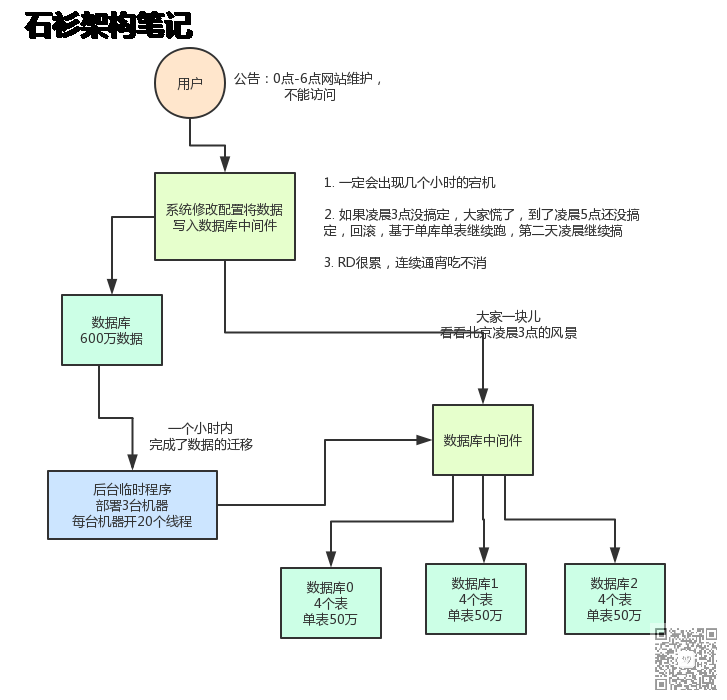 石杉架构笔记
用户
公告：0点-6点网站维护，
不能访问
系统修改配置将数据
写入数据库中间件
1. 一定会出现几个小时的宕机
2. 如果凌晨3点没搞定，大家慌了，到了凌晨5点还没搞
定，回滚，基于单库单表继续跑，第二天凌晨继续搞
3. RD很累，连续通宵吃不消
数据库
600万数据
大家一块儿
看看北京凌晨3点的风景
一个小时内
完成了数据的迁移
数据库中间件
后台临时程序
部署3台机器
每台机器开20个线程
数据库0
4个表
单表50万
数据库1
4个表
单表50万
数据库2
4个表
单表50万